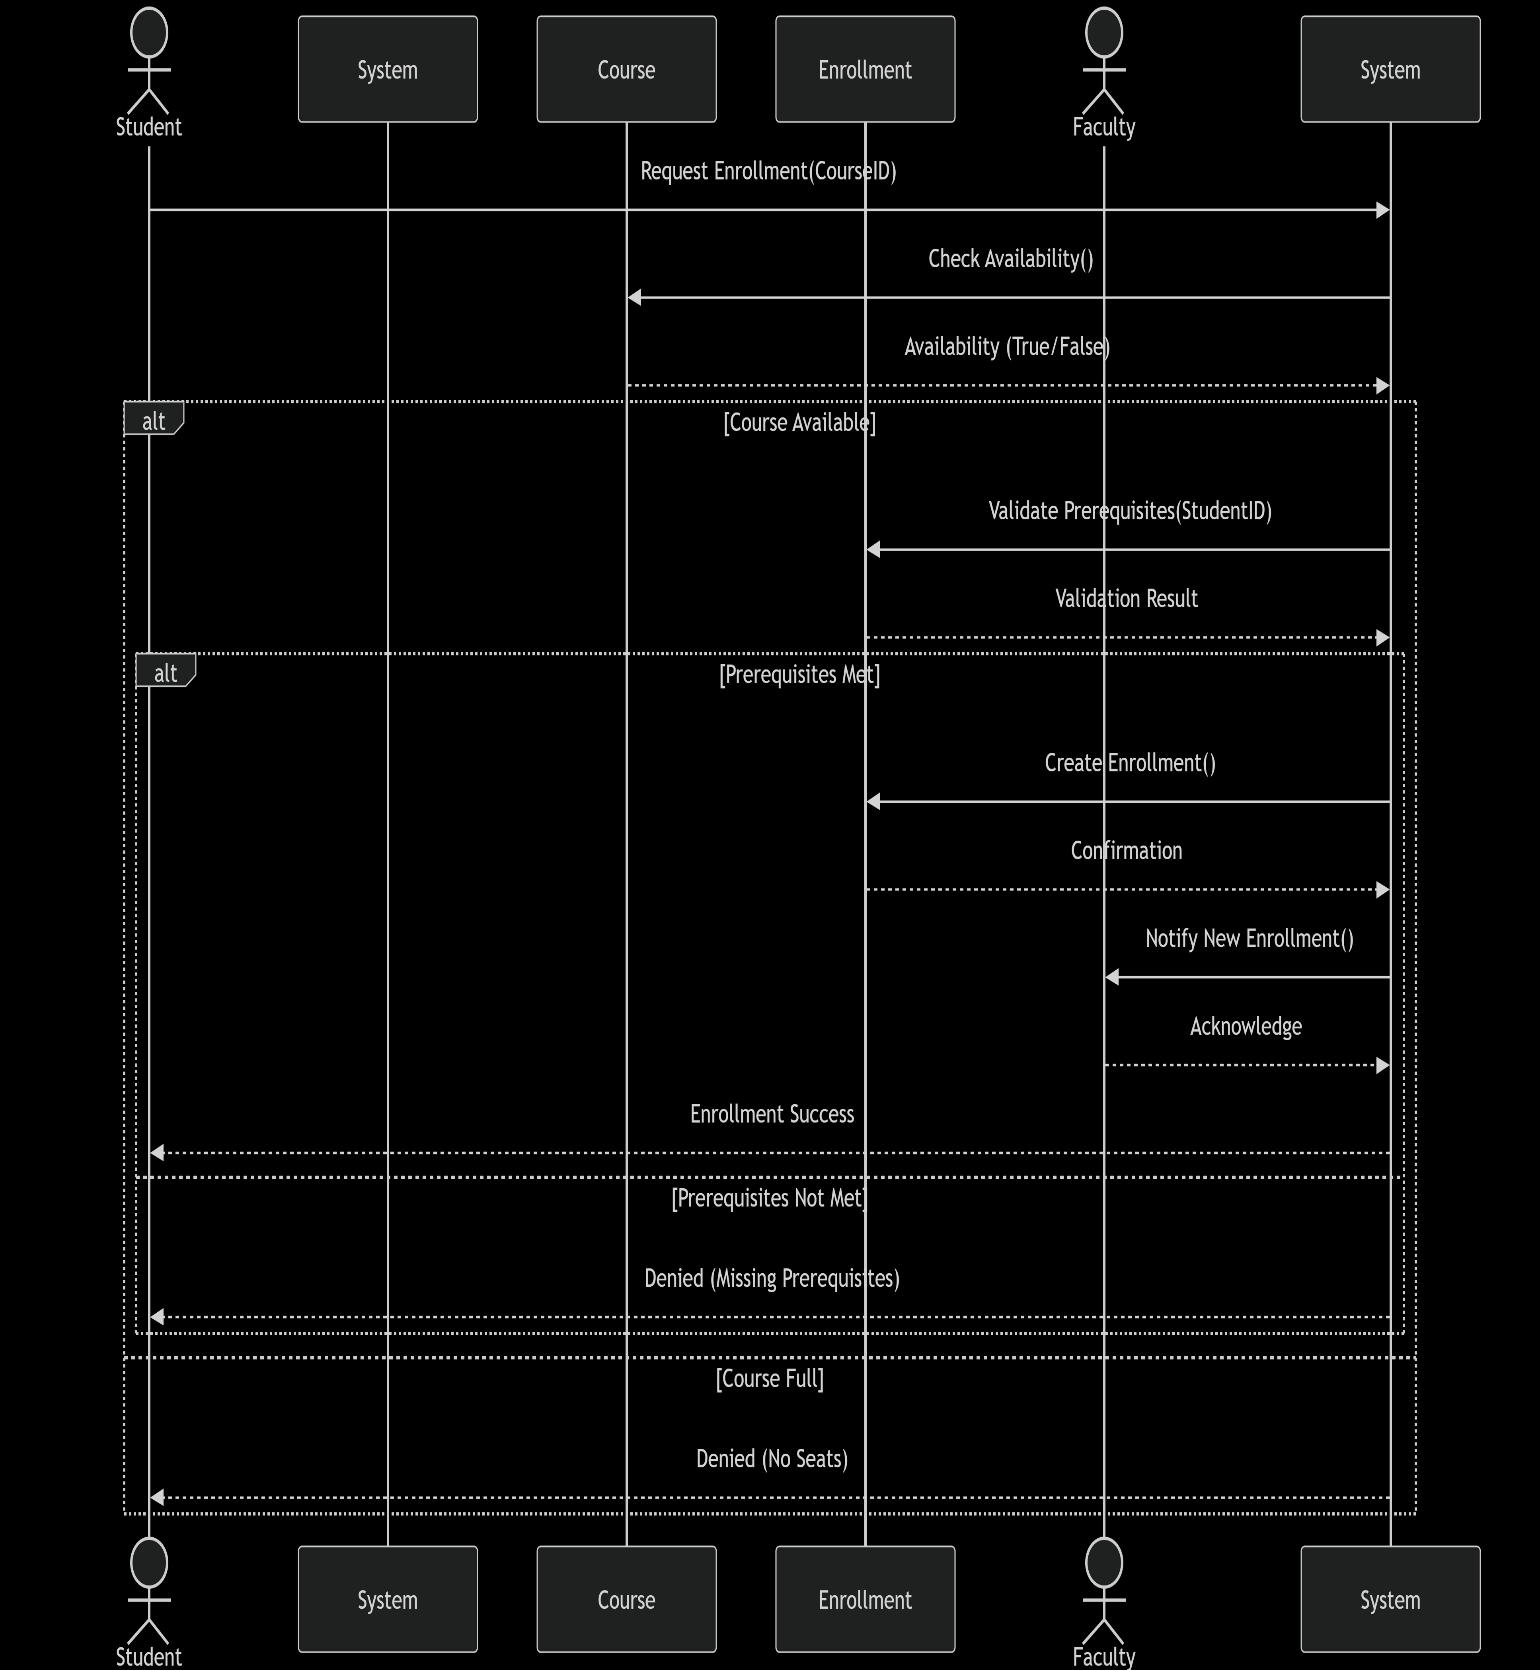 System
Course
Enrollment
System
Student
Faculty
Request Enrollment(CourseID)
Check Availability()
Availability (True/False)
alt
[Course Available]
Validate Prerequisites(StudentID)
Validation Result
alt
[Prerequisites Met]
Create Enrollment()
Confirmation
Notify New Enrollment()
Acknowledge
Enrollment Success
[Prerequisites Not Met]
Denied (Missing Prerequisites)
[Course Full]
Denied (No Seats)
System
Course
Enrollment
System
Student
Faculty